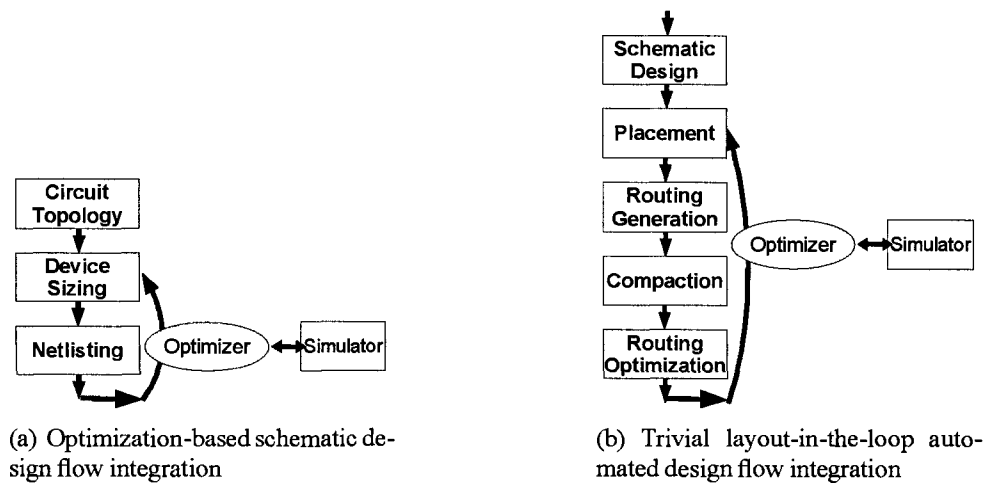 Circuit
Topology
Device
Sizing
Netlisting
Optimizer
Simulator
(a) Optimization-based schematic de-
sign flow integration
Schematic
Design
Placement
Routing
Generation
Compaction
Routing
Optimization
Optimizer
Simulator
(b) Trivial layout-in-the-loop auto-
mated design flow integration